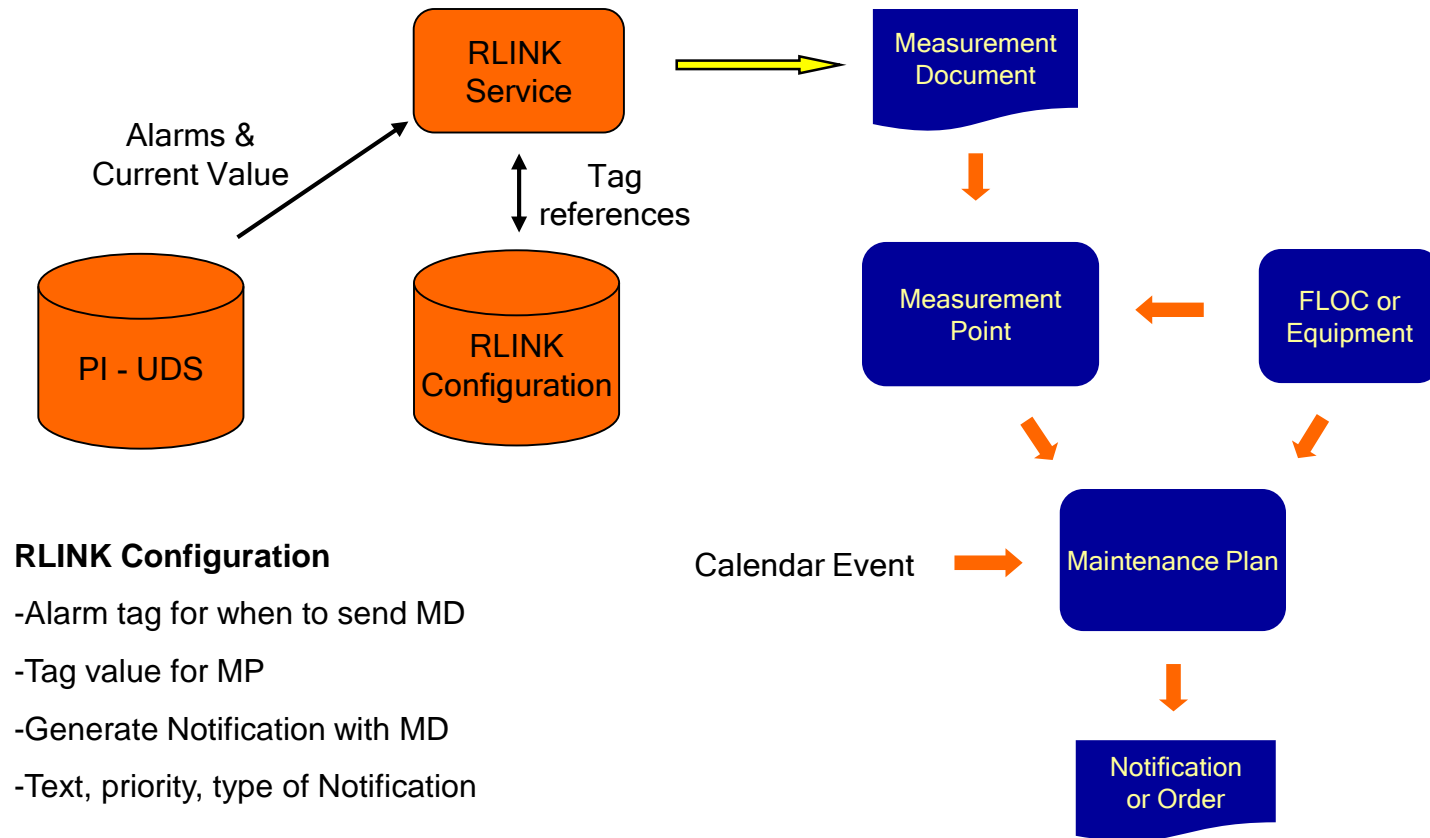 RLINK
Service
Measurement
Document
Alarms &
Current Value
Tag
references
PI - UDS
RLINK
Configuration
Measurement
Point
FLOC or
Equipment
Calendar Event
Maintenance Plan
Notification
or Order
RLINK Configuration
-Alarm tag for when to send MD
-Tag value for MP
-Generate Notification with MD
-Text, priority, type of Notification